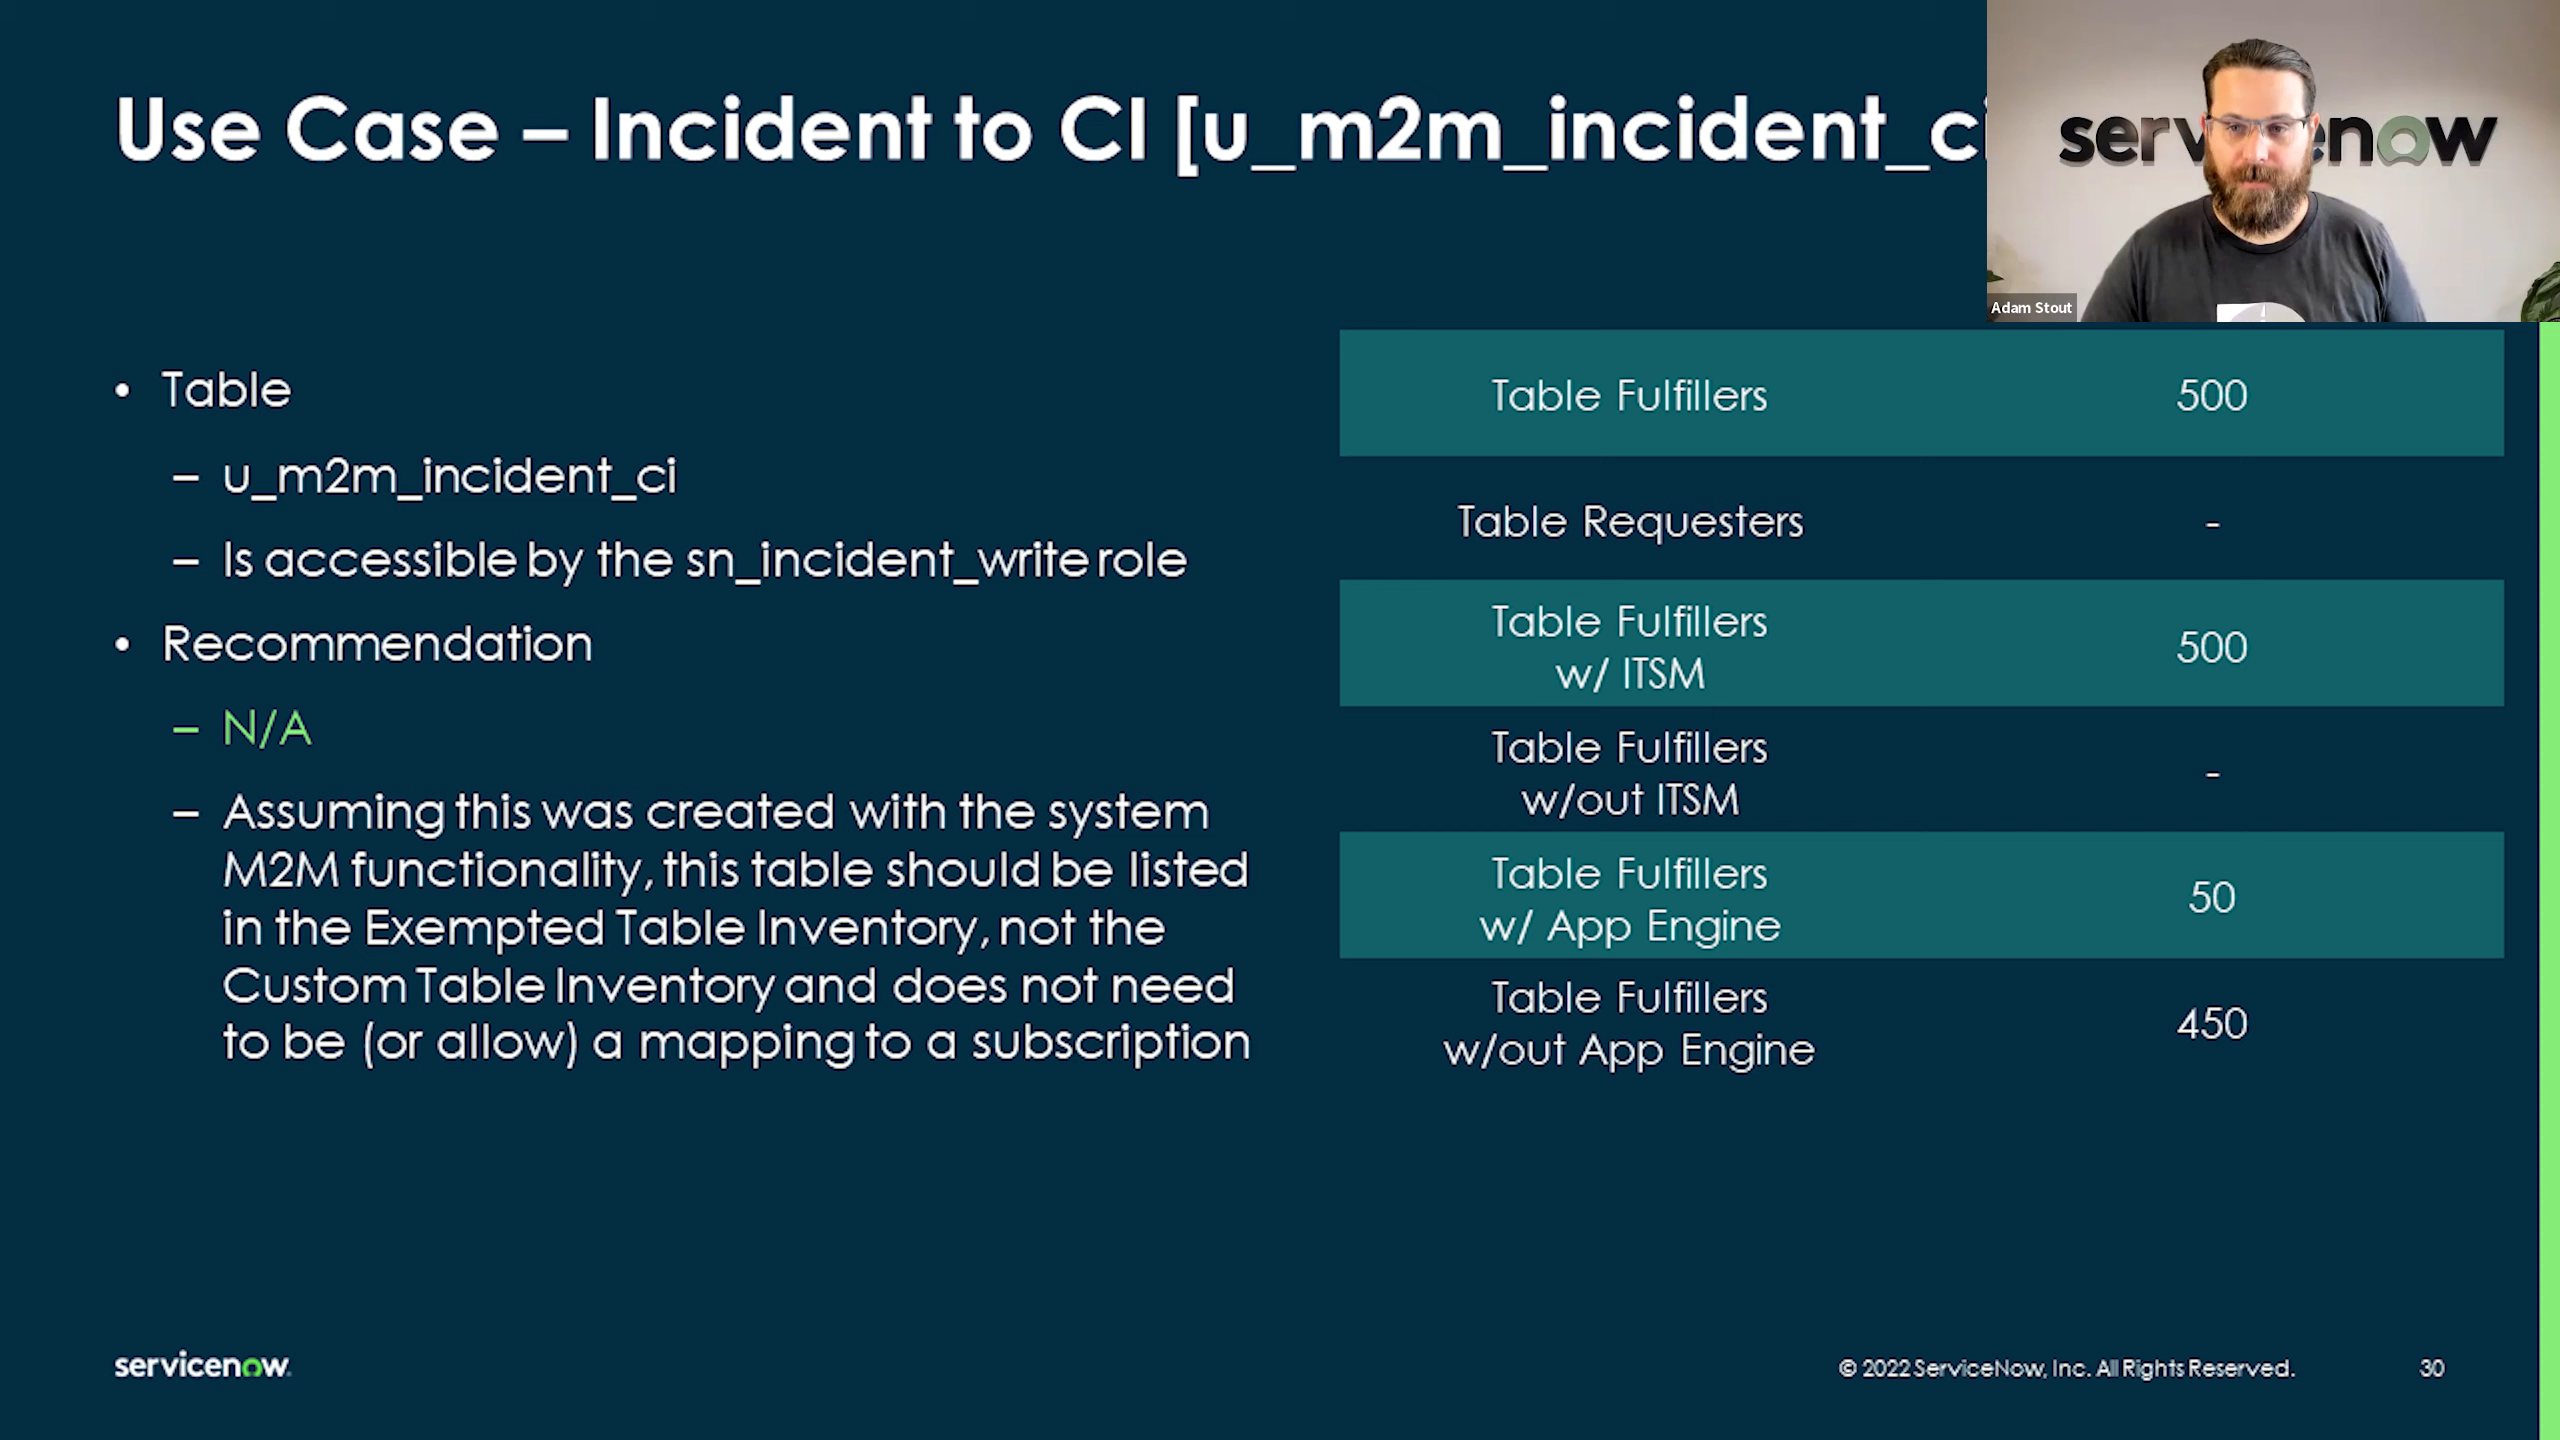 Use Case – Incident to CI [u_m2m_incident_ci
servicenow
Adam Stout
• Table
– u_m2m_incident_ci
– Is accessible by the sn_incident_write role
• Recommendation
– N/A
– Assuming this was created with the system
M2M functionality, this table should be listed
in the Exempted Table Inventory, not the
Custom Table Inventory and does not need
to be (or allow) a mapping to a subscription
Table Fulfillers 500
Table Requesters -
Table Fulfillers
w/ ITSM 500
Table Fulfillers
w/out ITSM -
Table Fulfillers
w/ App Engine 50
Table Fulfillers
w/out App Engine 450
servicenow
© 2022 ServiceNow, Inc. All Rights Reserved. 30